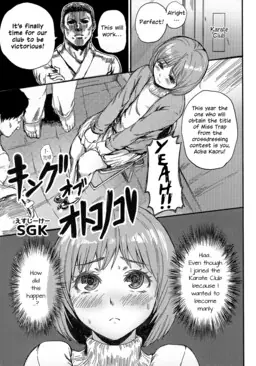 Karate
Club
Alright
...
Perfect!
This will
work...
"It's finally
time for our
club to be
victorious!
This year the
one who will
obtain the title
of Miss Trap
from the
crossdressing
contest is you,
Aoba Kaoru!
YEAH!!
キング
オブ
オトコノコ
えすじーけー
SGK
Haa..
Even though
I joined the
Karate Club
because I
wanted to
become
manly
How
did this
happen
?